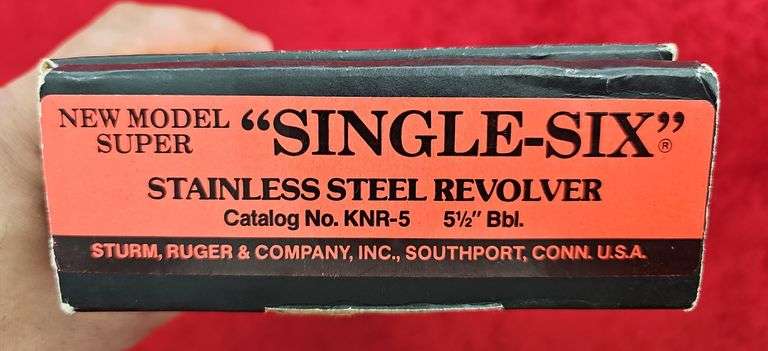 NEW MODEL SUPER “SINGLE-SIX”®
STAINLESS STEEL REVOLVER
Catalog No. KNR-5 5½" Bbl.
STURM, RUGER & COMPANY, INC., SOUTHPORT, CONN. U.S.A.